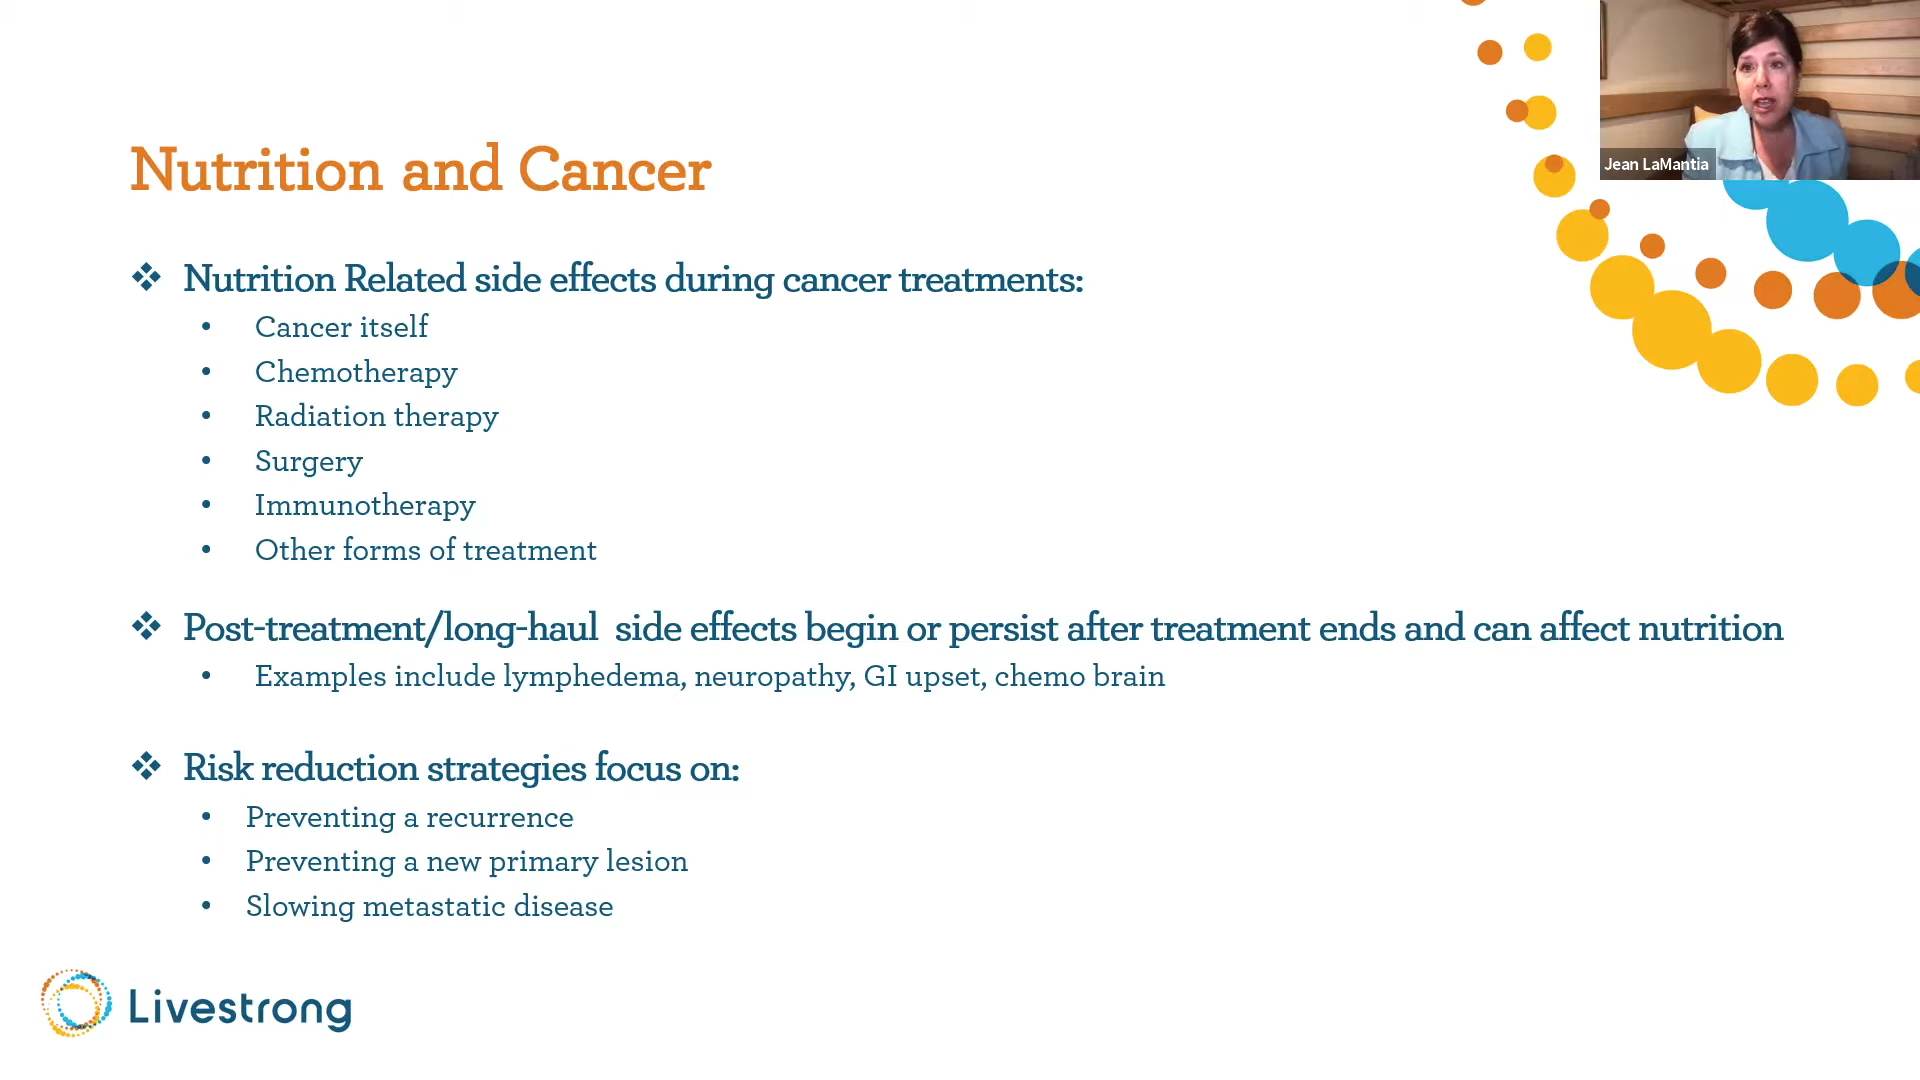 Jean LaMantia
Nutrition and Cancer
❖ Nutrition Related side effects during cancer treatments:
• Cancer itself
• Chemotherapy
• Radiation therapy
• Surgery
• Immunotherapy
• Other forms of treatment
❖ Post-treatment/long-haul  side effects begin or persist after treatment ends and can affect nutrition
• Examples include lymphedema, neuropathy, GI upset, chemo brain
❖ Risk reduction strategies focus on:
• Preventing a recurrence
• Preventing a new primary lesion
• Slowing metastatic disease
Livestrong